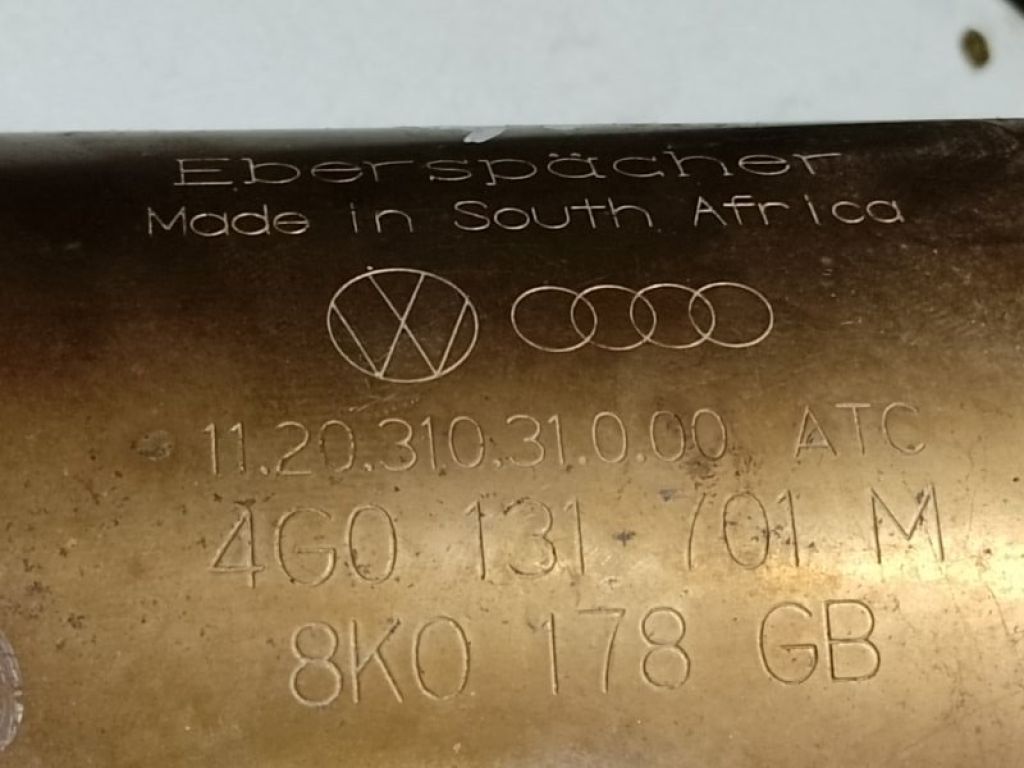 Eberspächer
Made in South Africa
11.20.310.31.0.00 ATC
4G0 131 701 M
8K0 178 GB